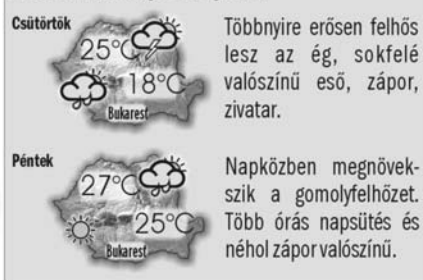 Csütörtök
25°C
18°C
Bukarest
Többnyire erősen felhős
lesz az ég, sokfelé
valószínű eső, zápor,
zivatar.
Péntek
27°C
25°C
Bukarest
Napközben megnövek-
szik a gomolyfelhőzet.
Több órás napsütés és
néhol zápor valószínű.